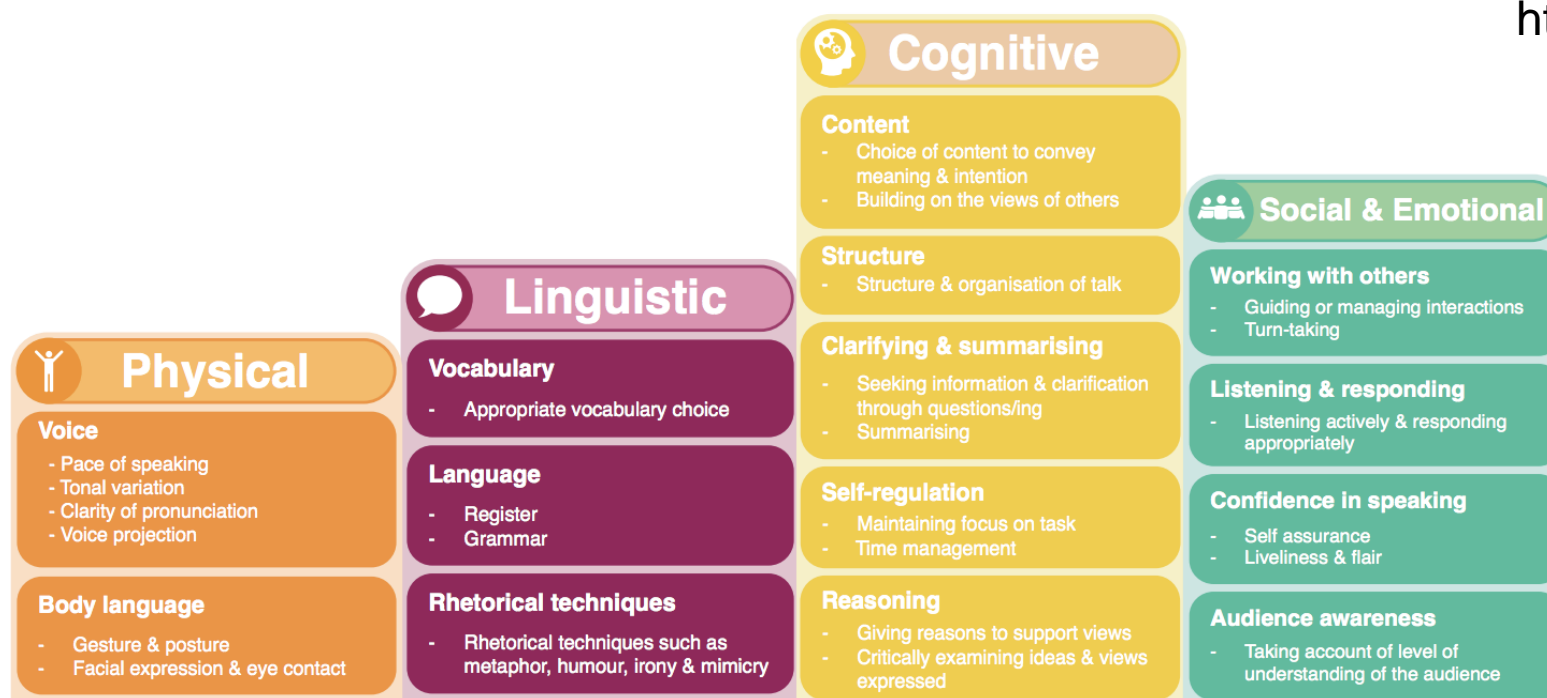 ht
Physical
Voice
- Pace of speaking
- Tonal variation
- Clarity of pronunciation
- Voice projection
Body language
- Gesture & posture
- Facial expression & eye contact
Linguistic
Vocabulary
- Appropriate vocabulary choice
Language
- Register
- Grammar
Rhetorical techniques
- Rhetorical techniques such as
metaphor, humour, irony & mimicry
Cognitive
Content
- Choice of content to convey
meaning & intention
- Building on the views of others
Structure
- Structure & organisation of talk
Clarifying & summarising
- Seeking information & clarification
through questions/ing
- Summarising
Self-regulation
- Maintaining focus on task
- Time management
Reasoning
- Giving reasons to support views
- Critically examining ideas & views
expressed
Social & Emotional
Working with others
- Guiding or managing interactions
- Turn-taking
Listening & responding
- Listening actively & responding
appropriately
Confidence in speaking
- Self assurance
- Liveliness & flair
Audience awareness
- Taking account of level of
understanding of the audience